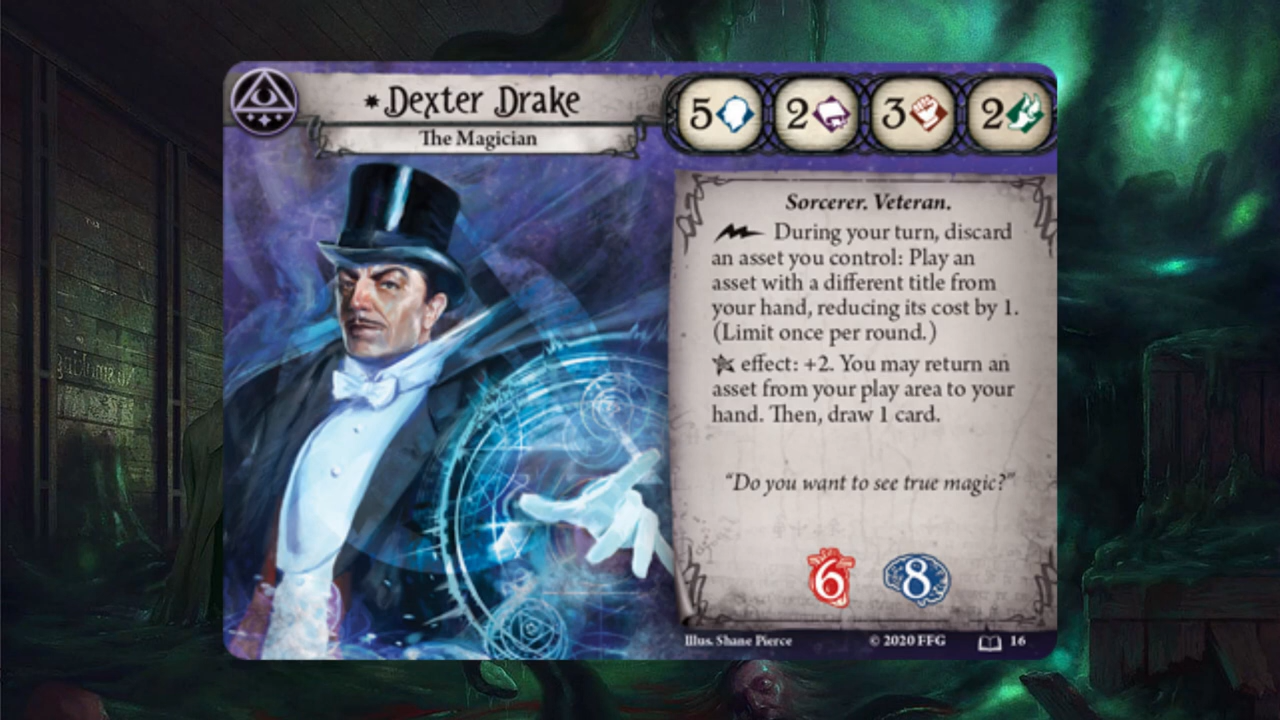 Dexter Drake
The Magician
5 2 3 2
Sorcerer. Veteran.
During your turn, discard
an asset you control: Play an
asset with a different title from
your hand, reducing its cost by 1.
(Limit once per round.)
effect: +2. You may return an
asset from your play area to your
hand. Then, draw 1 card.
“Do you want to see true magic?”
6 8
Illus. Shane Pierce © 2020 FFG 16